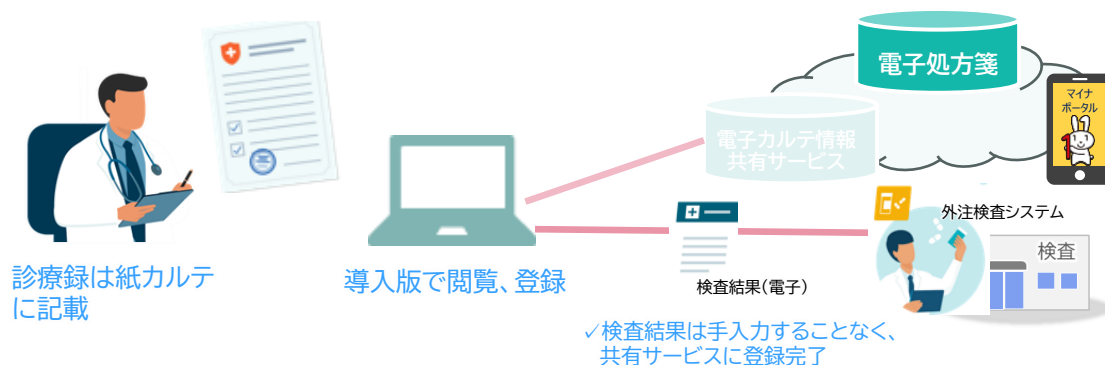 電子処方箋
マイナ
ポータル
電子カルテ情報
共有サービス
外注検査システム
検査
診療録は紙カルテ
に記載
導入版で閲覧、登録
検査結果(電子)
✓検査結果は手入力することなく、
共有サービスに登録完了